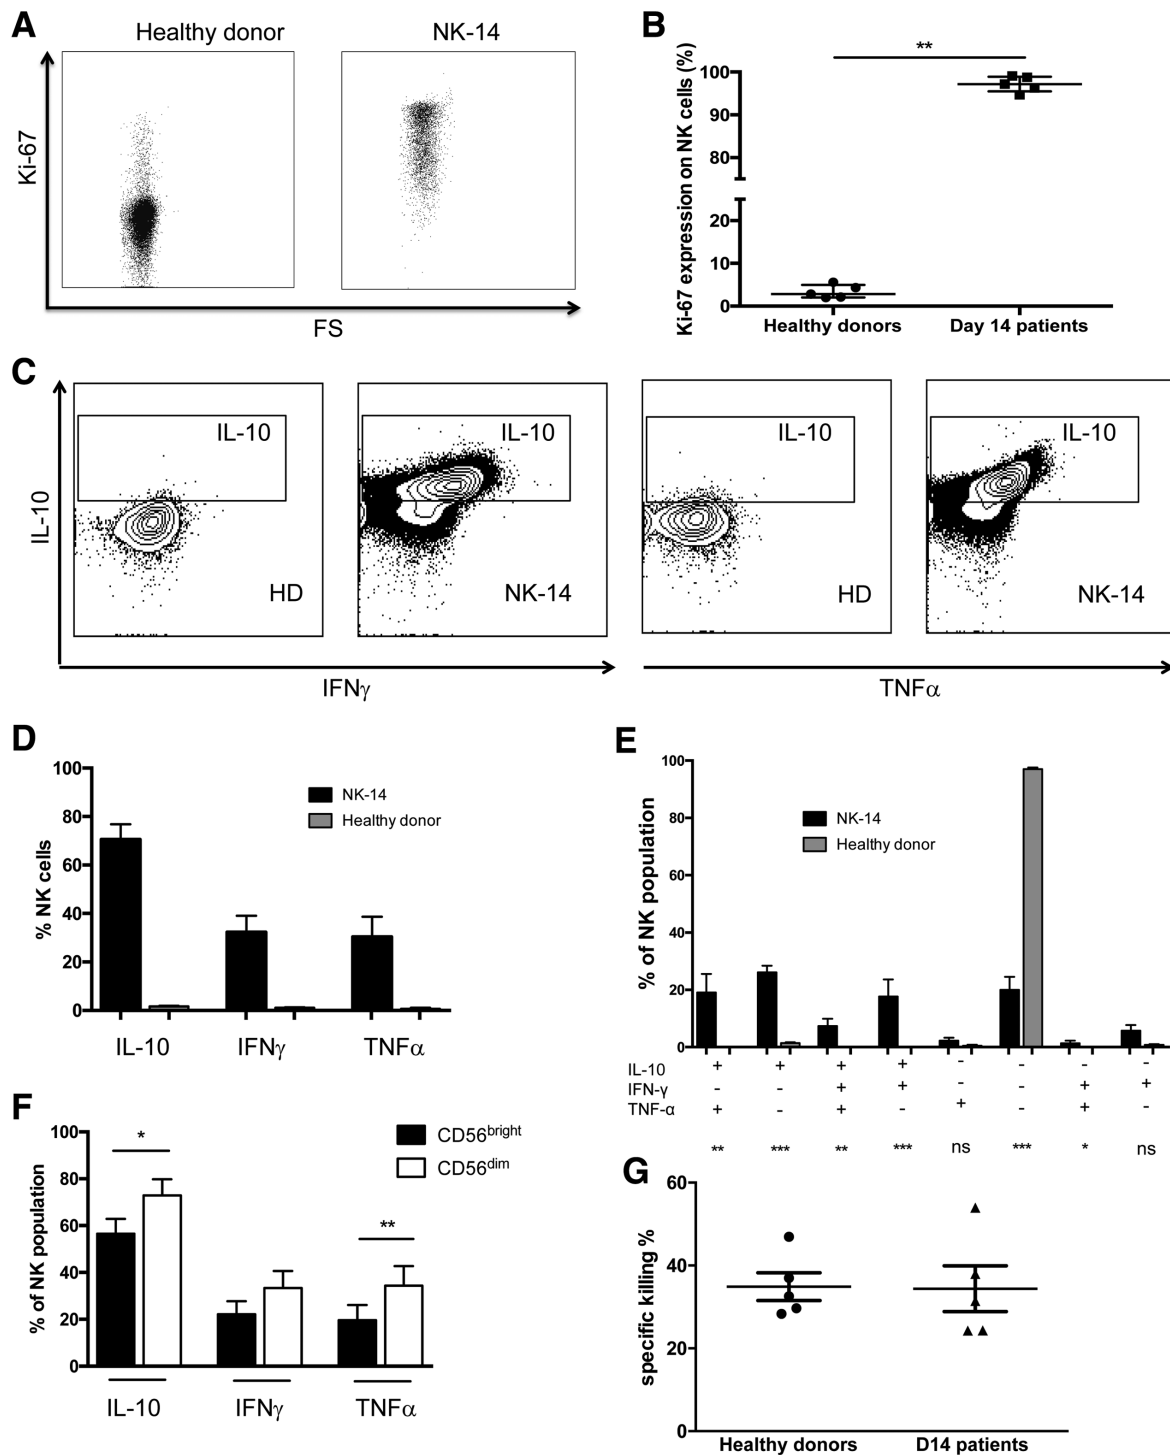 A
Healthy donor
NK-14
Ki-67
FS
B
**
Ki-67 expression on NK cells (%)
100
90
80
20
10
0
Healthy donors
Day 14 patients
C
IL-10
IL-10
HD
IL-10
NK-14
IL-10
HD
IL-10
NK-14
IFNγ
TNFα
D
% NK cells
100
80
60
40
20
0
NK-14
Healthy donor
IL-10
IFNγ
TNFα
E
% of NK population
100
80
60
40
20
0
NK-14
Healthy donor
IL-10 + + + + - - - -
IFN-γ - - + + - - + +
TNF-α + - + - + - + -
** *** ** *** ns *** * ns
F
% of NK population
100
80
60
40
20
0
*
**
CD56bright
CD56dim
IL-10
IFNγ
TNFα
G
specific killing %
60
40
20
0
Healthy donors
D14 patients